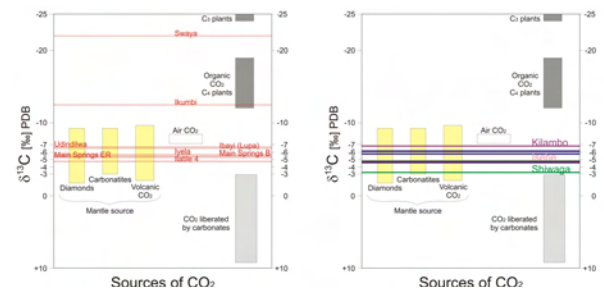 -25
-20
-10
-7
-6
-5
-4
-3
0
+10
δ¹³C [‰] PDB
C₃ plants
Swaya
Organic
CO₂
C₄ plants
Ikumbi
Air CO₂
Udindilwa
Ibayi (Lupa)
Main Springs ER
Iyela
Main Springs B
Diamonds
Carbonatites
Volcanic
CO₂
Mantle source
CO₂ liberated
by carbonates
-25
-20
-10
-7
-6
-5
-4
-3
0
+10
Sources of CO₂
-25
-20
-10
-7
-6
-5
-4
-3
0
+10
δ¹³C [‰] PDB
C₃ plants
Organic
CO₂
C₄ plants
Air CO₂
Kilambo
Shiwaga
Diamonds
Carbonatites
Volcanic
CO₂
Mantle source
CO₂ liberated
by carbonates
-25
-20
-10
-7
-6
-5
-4
-3
0
+10
Sources of CO₂